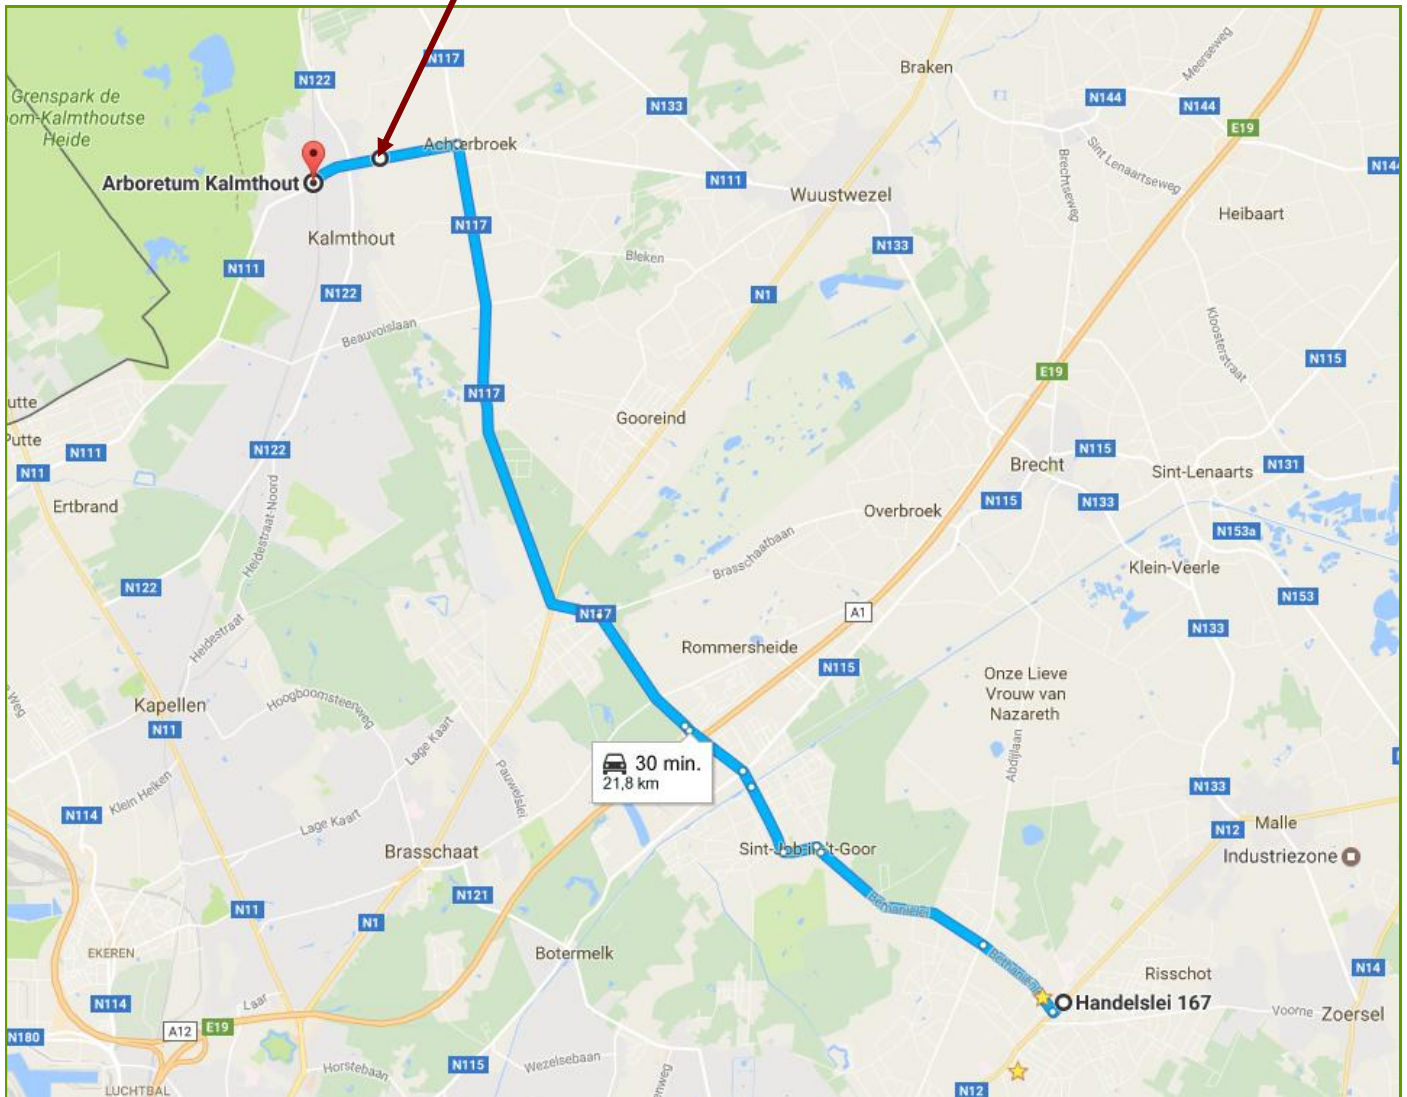 N117
Braken
Meerseweg
N122
Grenspark de
oom-Kalmthoutse
Heide
N133
N144
N144
E19
Achterbroek
Sint Lenaartseweg
Brechtseweg
N144
Arboretum Kalmthout
N111
Wuustwezel
Heibaart
N117
Kalmthout
N133
Bleken
N111
N122
N1
Beauvoislaan
Kloosterstraat
N115
E19
N117
utte
Gooreind
Putte
N111
N122
N115
Brecht
Sint-Lenaarts
N131
N11
Ertbrand
Heidestraat-Noord
Overbroek
N115
N133
N153a
Brasschaatbaan
Klein-Veerle
N122
N153
N117
A1
Heidestraat
N133
Rommersheide
N115
Onze Lieve
Vrouw van
Nazareth
Weg
Kapellen
Hoogboomsteenweg
N11
Lage Kaart
Abdijlaan
30 min.
21,8 km
Pauwelslei
Klein Heiken
N133
N114
Lage Kaart
N12
Malle
Brasschaat
Sint-Job-in-'t-Goor
Industriezone
N121
Bethaniëlei
N11
N1
EKEREN
Botermelk
Bethaniënlei
Risschot
N14
Laar
N114
Handelslei 167
Voorne
Zoersel
A12
E19
N180
N115
Wezelsebaan
Horstebaan
LUCHTBAL
N12